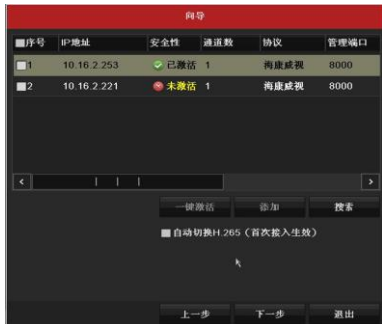 向导
序号 IP地址 安全性 通道数 协议 管理端口
1 10.16.2.253 已激活 1 海康威视 8000
2 10.16.2.221 未激活 1 海康威视 8000
一键激活 添加 搜索
自动切换H.265（首次接入生效）
上一步 下一步 退出